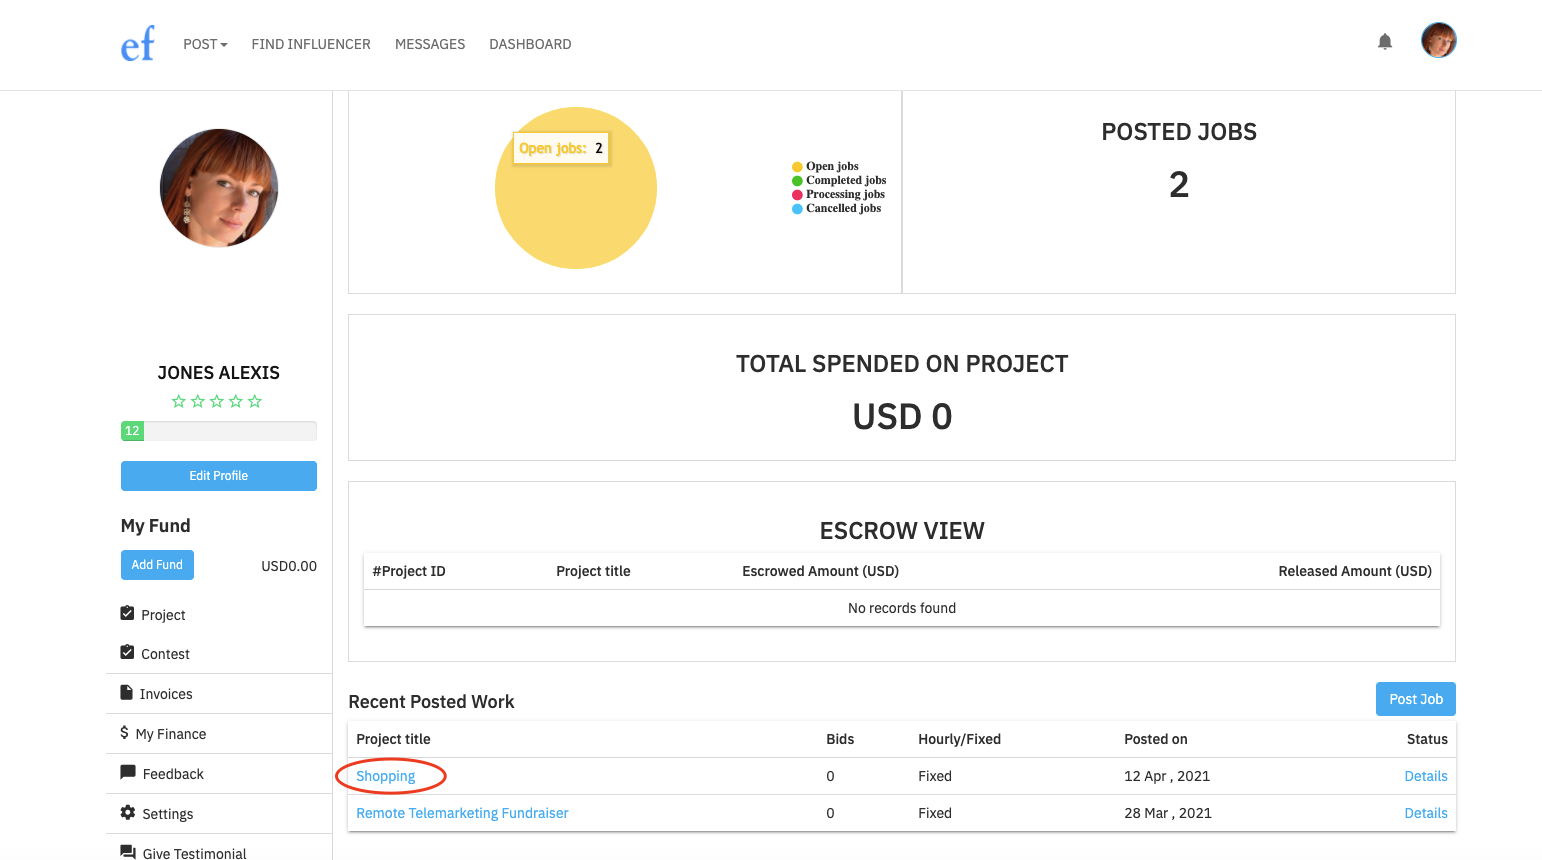 ef POST FIND INFLUENCER MESSAGES DASHBOARD
Open jobs: 2
Open jobs
Completed jobs
Processing jobs
Cancelled jobs
POSTED JOBS
2
JONES ALEXIS
12
Edit Profile
My Fund
Add Fund USD0.00
Project
Contest
Invoices
My Finance
Feedback
Settings
Give Testimonial
TOTAL SPENDED ON PROJECT
USD 0
ESCROW VIEW
#Project ID Project title Escrowed Amount (USD) Released Amount (USD)
No records found
Recent Posted Work Post Job
Project title Bids Hourly/Fixed Posted on Status
Shopping 0 Fixed 12 Apr , 2021 Details
Remote Telemarketing Fundraiser 0 Fixed 28 Mar , 2021 Details